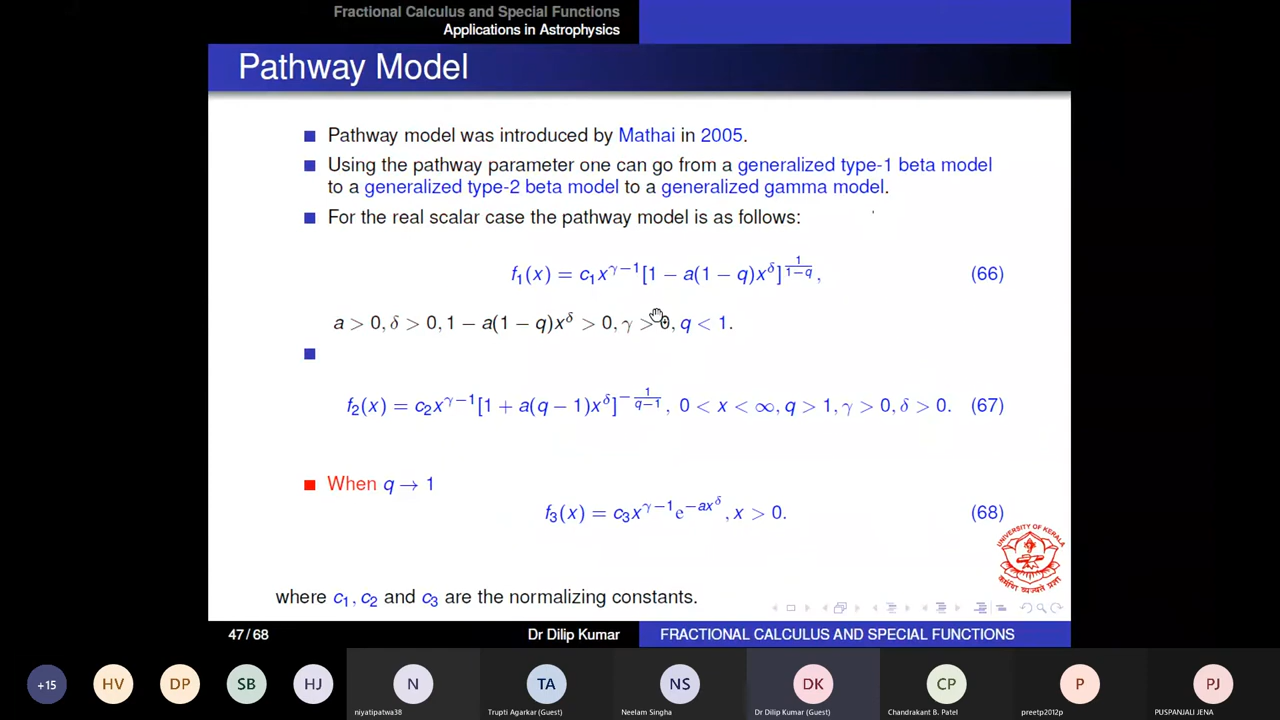 Fractional Calculus and Special Functions
Applications in Astrophysics
Pathway Model
Pathway model was introduced by Mathai in 2005.
Using the pathway parameter one can go from a generalized type-1 beta model
to a generalized type-2 beta model to a generalized gamma model.
For the real scalar case the pathway model is as follows:
f₁(x) = c₁x^{γ−1}[1 − a(1 − q)x^δ]^{1/(1−q)}, (66)
a > 0, δ > 0, 1 − a(1 − q)x^δ > 0, γ > 0, q < 1.
f₂(x) = c₂x^{γ−1}[1 + a(q − 1)x^δ]^{−1/(q−1)}, 0 < x < ∞, q > 1, γ > 0, δ > 0. (67)
When q → 1
f₃(x) = c₃x^{γ−1}e^{−ax^δ}, x > 0. (68)
UNIVERSITY OF KERALA
where c₁, c₂ and c₃ are the normalizing constants.
47 / 68 Dr Dilip Kumar FRACTIONAL CALCULUS AND SPECIAL FUNCTIONS
+15 HV DP SB HJ N TA NS DK CP P PJ
niyatipatwa38 Trupti Agarkar (Guest) Neelam Singha Dr Dilip Kumar (Guest) Chandrakant B. Patel preetp2012p PUSPANJALI JENA